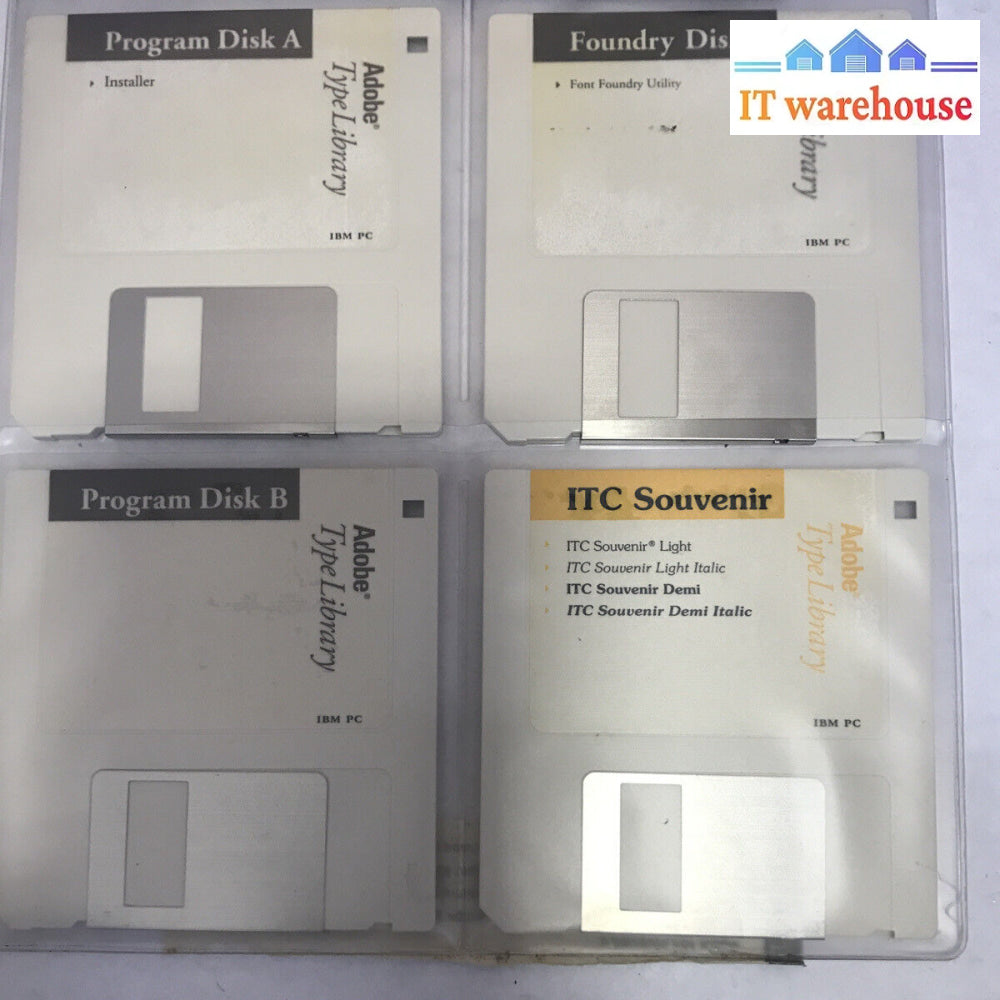 Program Disk A
Installer
Adobe®
Type Library
IBM PC
Foundry Dis
Font Foundry Utility
IBM PC
IT warehouse
Program Disk B
Adobe®
Type Library
IBM PC
ITC Souvenir
ITC Souvenir® Light
ITC Souvenir Light Italic
ITC Souvenir Demi
ITC Souvenir Demi Italic
Adobe®
Type Library
IBM PC